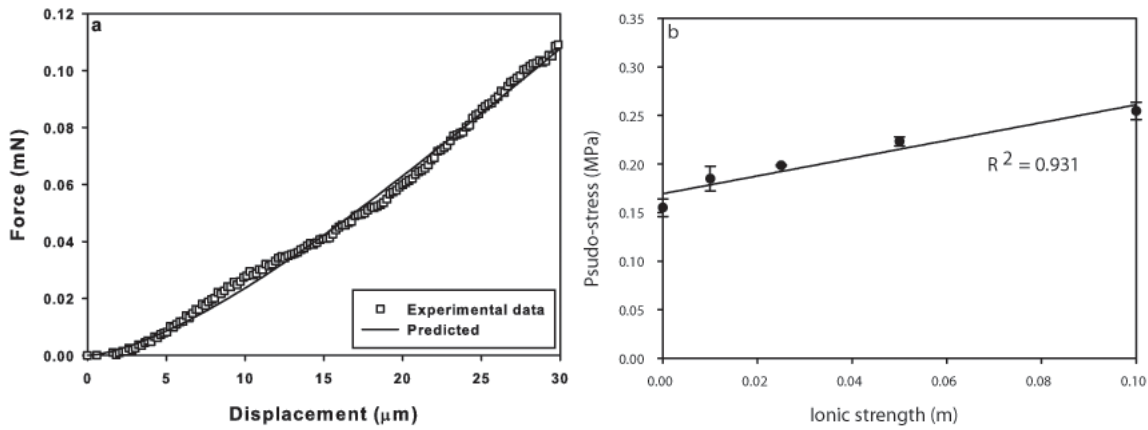 a
0.12
0.10
0.08
0.06
0.04
0.02
0.00
Force (mN)
0 5 10 15 20 25 30
Displacement (μm)
Experimental data
Predicted
b
0.35
0.30
0.25
0.20
0.15
0.10
0.05
0.00
Psudo-stress (MPa)
0.00 0.02 0.04 0.06 0.08 0.10
Ionic strength (m)
R² = 0.931